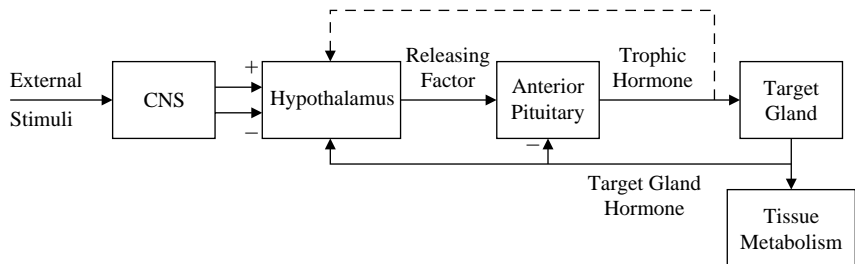 External
Stimuli
CNS
+
−
Hypothalamus
Releasing
Factor
Anterior
Pituitary
−
Trophic
Hormone
Target
Gland
Target Gland
Hormone
Tissue
Metabolism